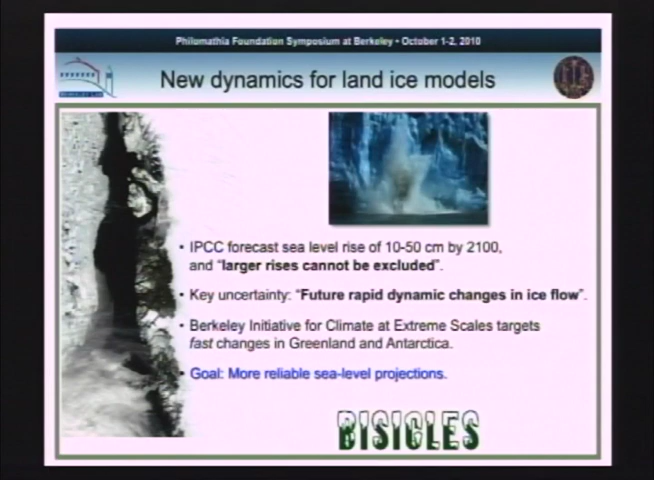 Philomathia Foundation Symposium at Berkeley • October 1-2, 2010
New dynamics for land ice models
BERKELEY LAB
• IPCC forecast sea level rise of 10-50 cm by 2100,
and “larger rises cannot be excluded”.
• Key uncertainty: “Future rapid dynamic changes in ice flow”.
• Berkeley Initiative for Climate at Extreme Scales targets
fast changes in Greenland and Antarctica.
• Goal: More reliable sea-level projections.
BISICLES